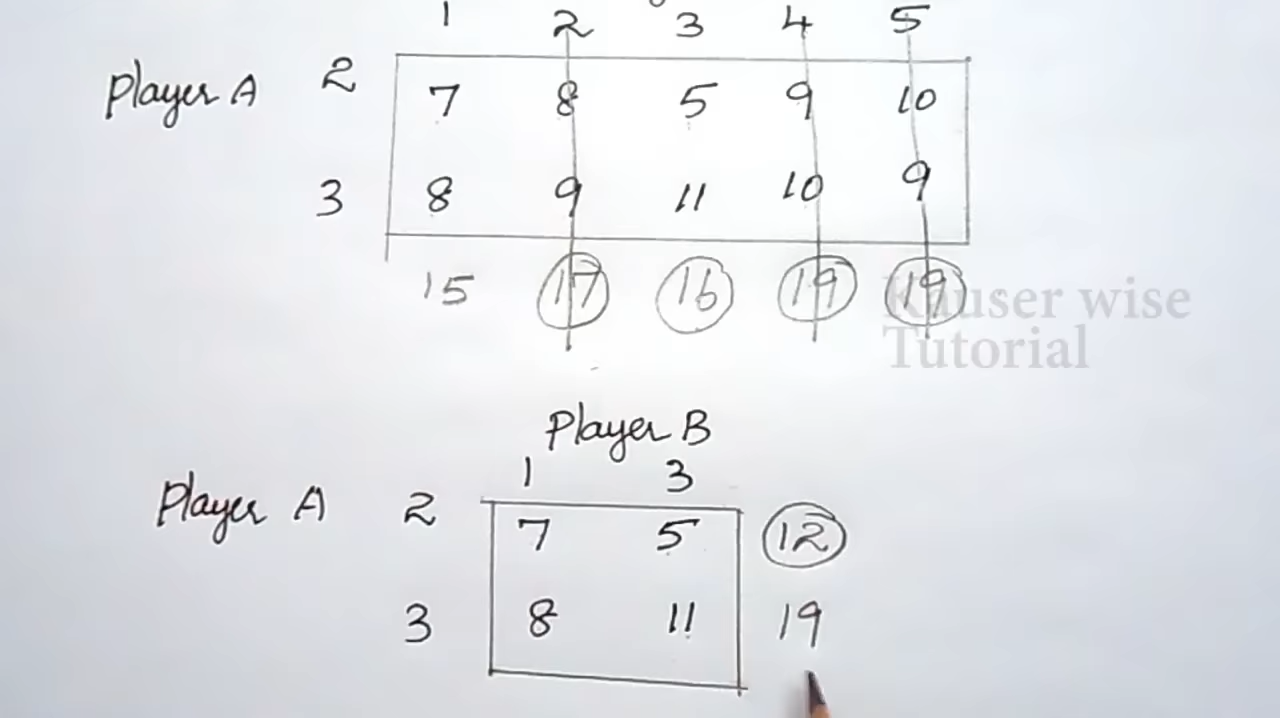 1 2 3 4 5
Player A 2 7 8 5 9 10
3 8 9 11 10 9
15 17 16 19 19
Kauser wise
Tutorial
Player B
1 3
Player A 2 7 5 12
3 8 11 19